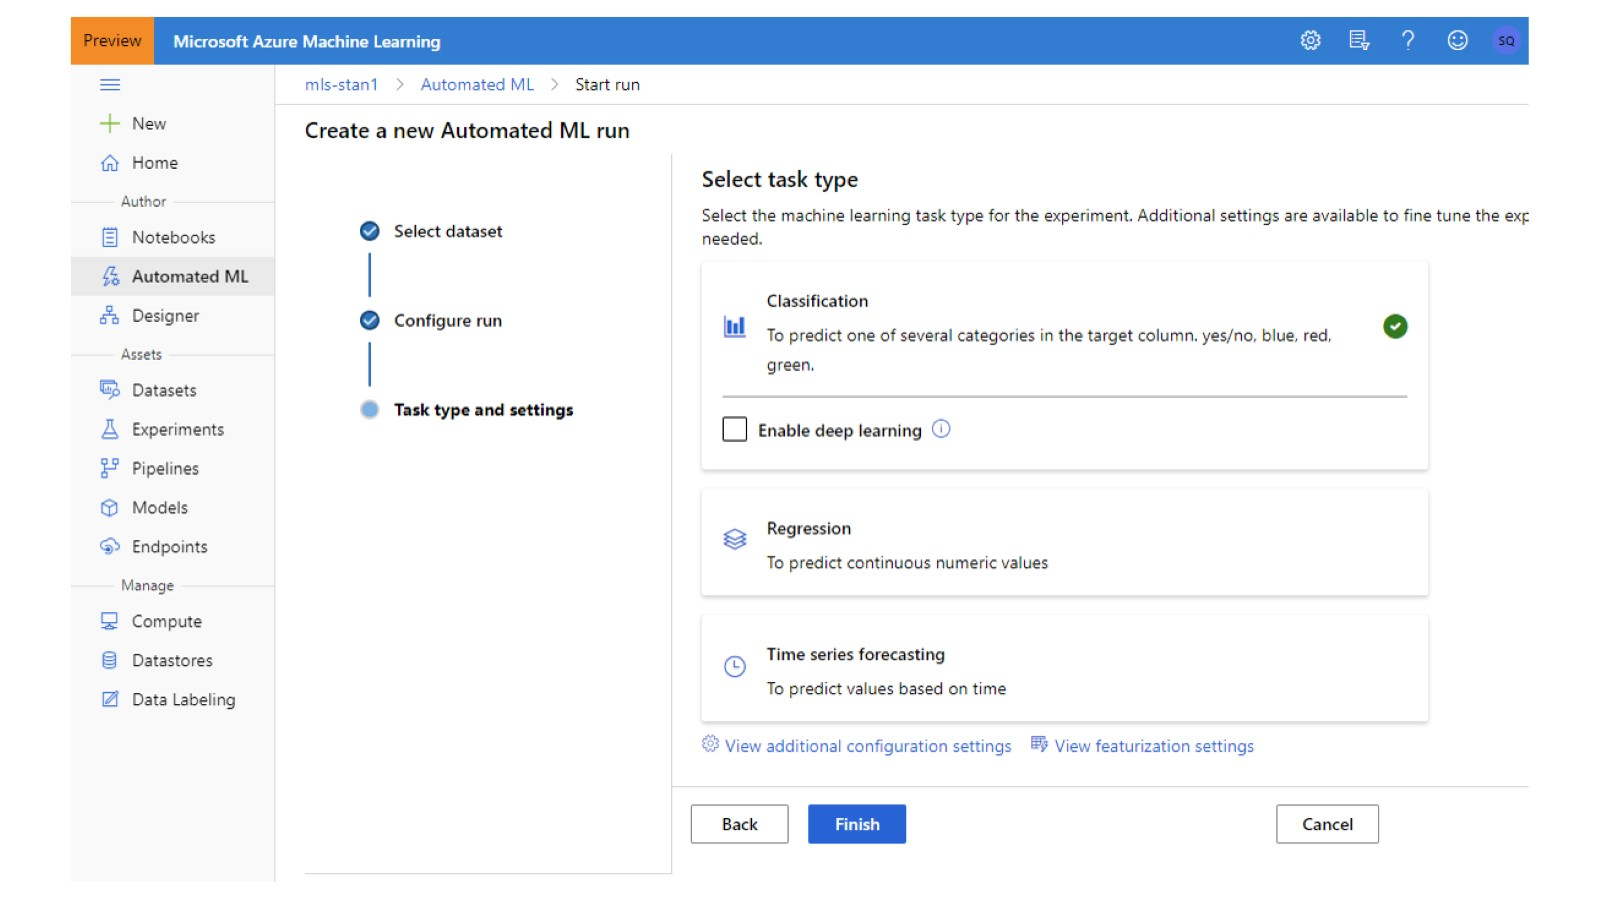 Preview
Microsoft Azure Machine Learning
SQ
mls-stan1 > Automated ML > Start run
New
Home
Author
Notebooks
Automated ML
Designer
Assets
Datasets
Experiments
Pipelines
Models
Endpoints
Manage
Compute
Datastores
Data Labeling
Create a new Automated ML run
Select dataset
Configure run
Task type and settings
Select task type
Select the machine learning task type for the experiment. Additional settings are available to fine tune the exp
needed.
Classification
To predict one of several categories in the target column. yes/no, blue, red,
green.
Enable deep learning
Regression
To predict continuous numeric values
Time series forecasting
To predict values based on time
View additional configuration settings
View featurization settings
Back
Finish
Cancel